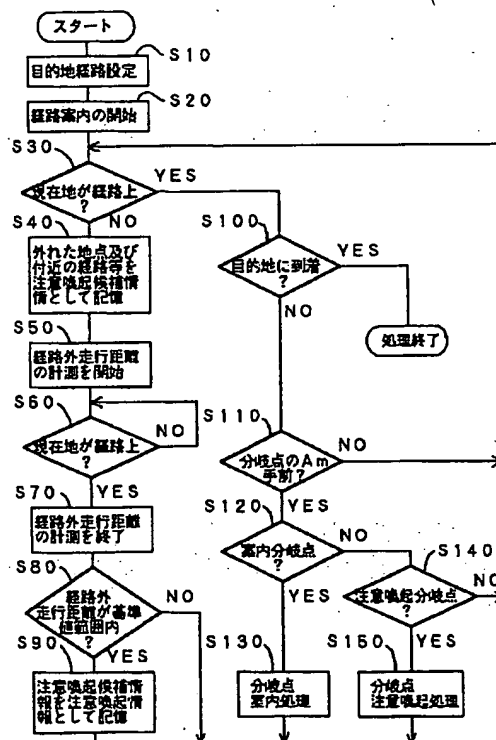 スタート
S10
目的地経路設定
S20
経路案内の開始
S30
現在地が経路上
?
YES
NO
S40
外れた地点及び
付近の経路等を
注意喚起候補情
情として記憶
S50
経路外走行距離
の計測を開始
S60
現在地が経路上
?
NO
YES
S70
経路外走行距離
の計測を終了
S80
経路外
走行距離が基準
値範囲内
?
NO
YES
S90
注意喚起候補情
報を注意喚起情
報として記憶
S100
目的地に到着
?
YES
NO
処理終了
S110
分岐点のAm
手前?
NO
YES
S120
案内分岐点
?
NO
YES
S130
分岐点
案内処理
S140
注意喚起分岐点
?
NO
YES
S150
分岐点
注意喚起処理